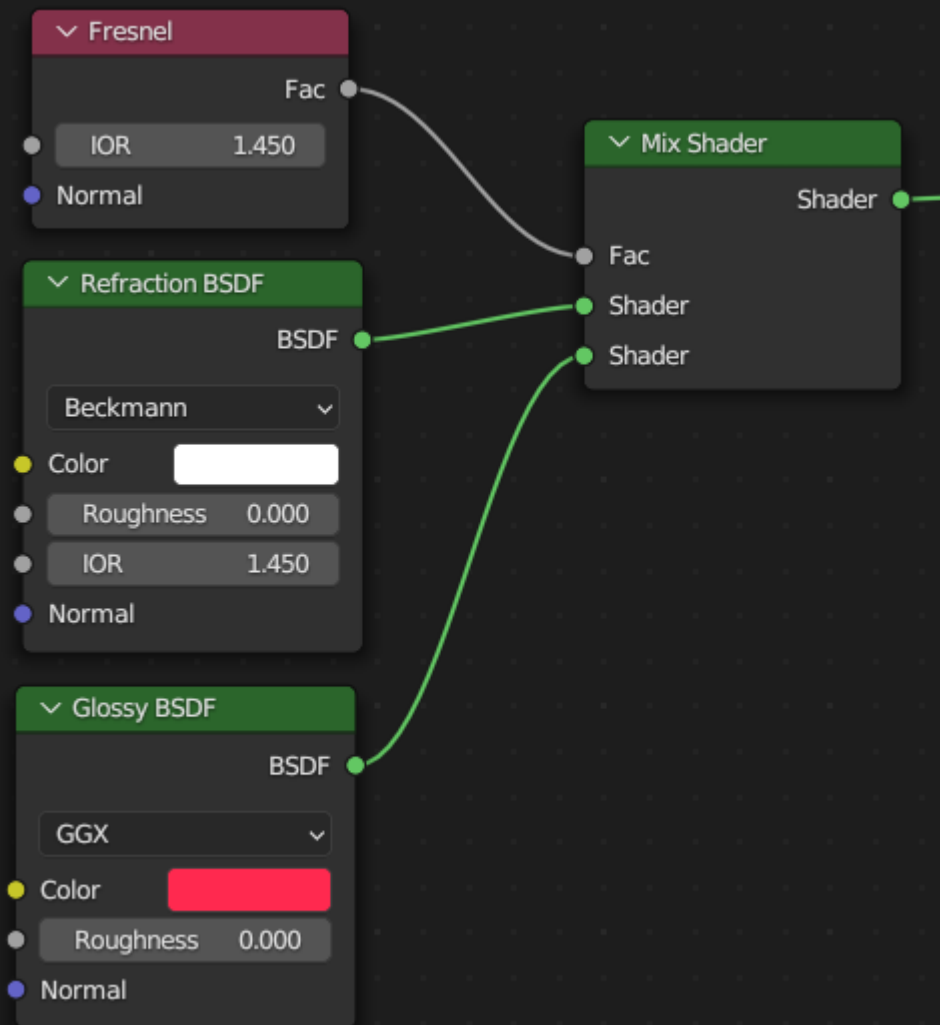 Fresnel
Fac
IOR 1.450
Normal
Refraction BSDF
BSDF
Beckmann
Color
Roughness 0.000
IOR 1.450
Normal
Glossy BSDF
BSDF
GGX
Color
Roughness 0.000
Normal
Mix Shader
Shader
Fac
Shader
Shader